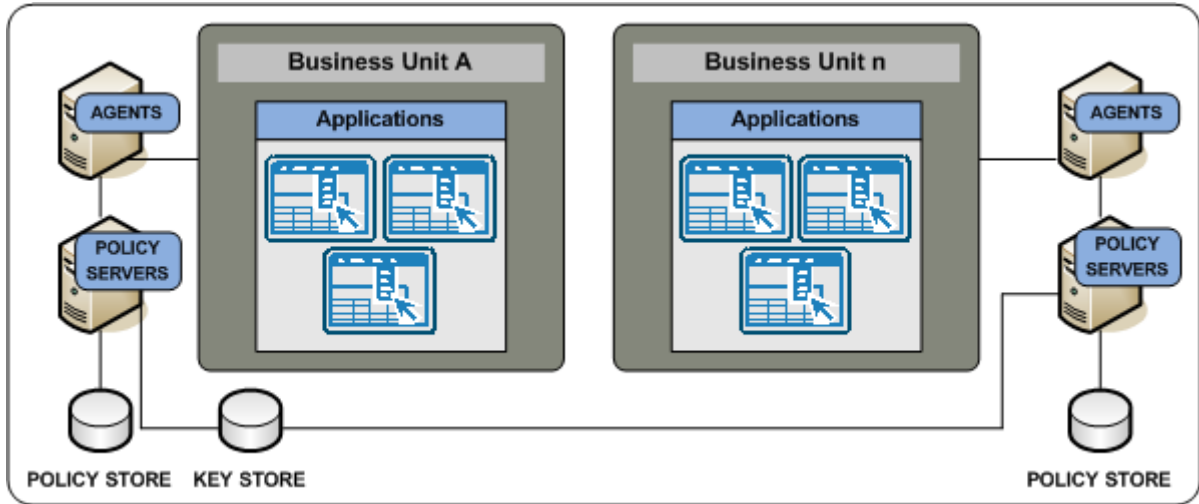 Business Unit A
Business Unit n
AGENTS
Applications
Applications
AGENTS
POLICY
SERVERS
POLICY
SERVERS
POLICY STORE
KEY STORE
POLICY STORE